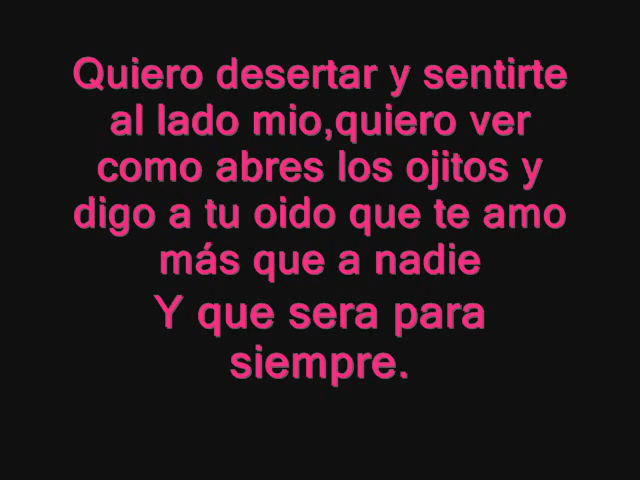 Quiero desertar y sentirte
al lado mio,quiero ver
como abres los ojitos y
digo a tu oido que te amo
más que a nadie
Y que sera para
siempre.